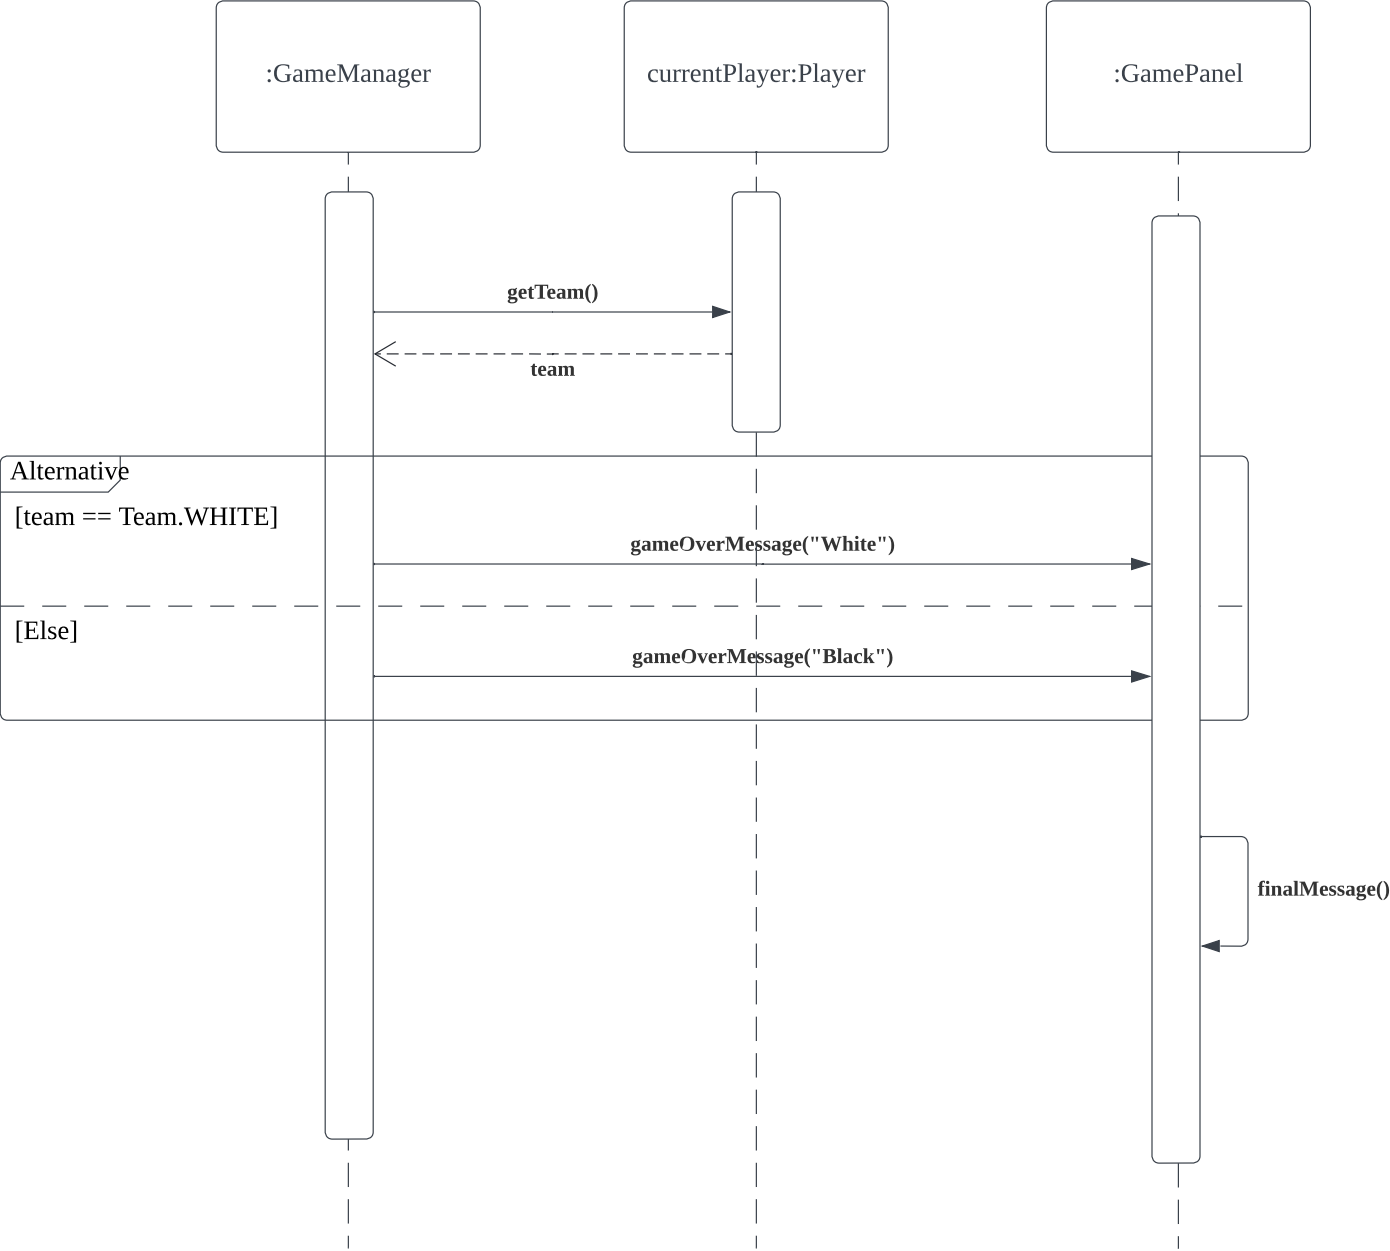 :GameManager
currentPlayer:Player
:GamePanel
getTeam()
team
Alternative
[team == Team.WHITE]
gameOverMessage("White")
[Else]
gameOverMessage("Black")
finalMessage()